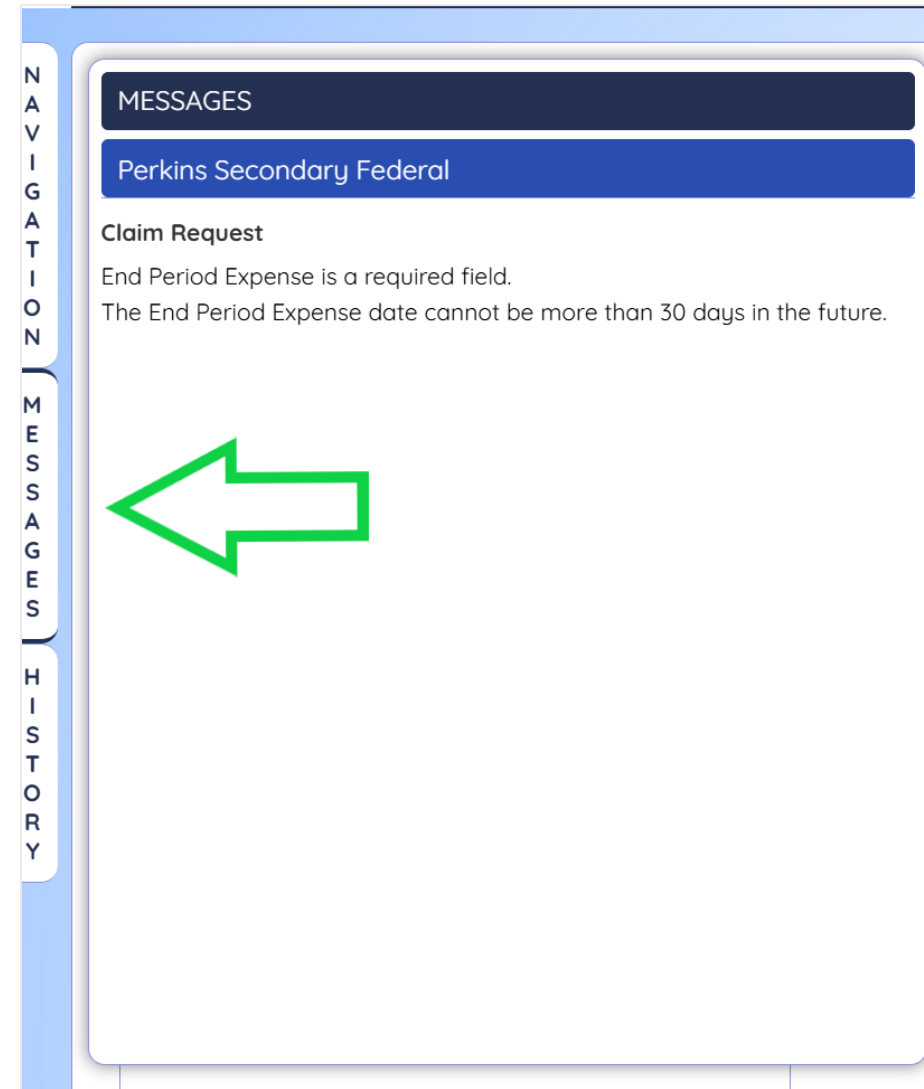 NAVIGATION
MESSAGES
HISTORY
MESSAGES
Perkins Secondary Federal
Claim Request
End Period Expense is a required field.
The End Period Expense date cannot be more than 30 days in the future.